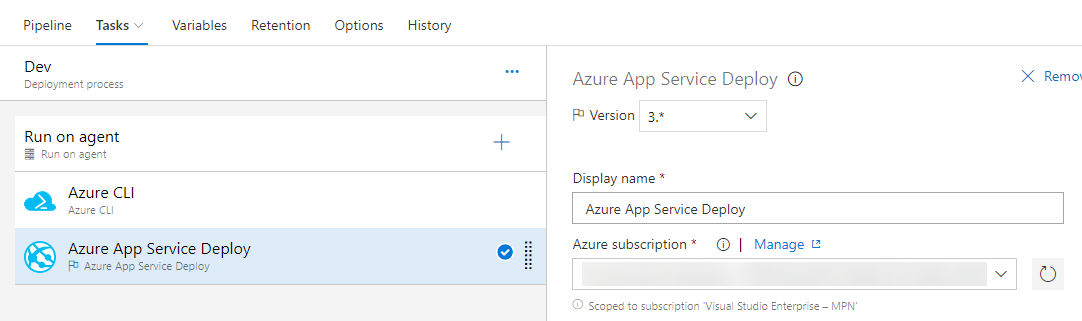 Pipeline Tasks Variables Retention Options History
Dev
Deployment process
...
Run on agent
Run on agent
Azure CLI
Azure CLI
Azure App Service Deploy
Azure App Service Deploy
Azure App Service Deploy
Remov
Version 3.*
Display name *
Azure App Service Deploy
Azure subscription * | Manage
Scoped to subscription 'Visual Studio Enterprise – MPN'